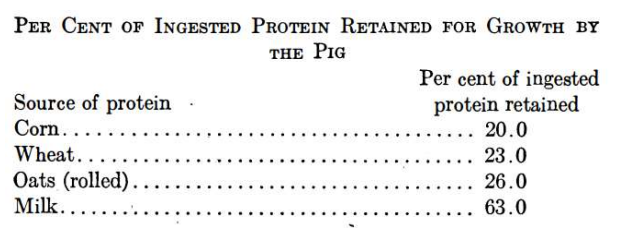 PER CENT OF INGESTED PROTEIN RETAINED FOR GROWTH BY
THE PIG
Per cent of ingested
Source of protein protein retained
Corn........................................ 20.0
Wheat....................................... 23.0
Oats (rolled)................................ 26.0
Milk........................................ 63.0